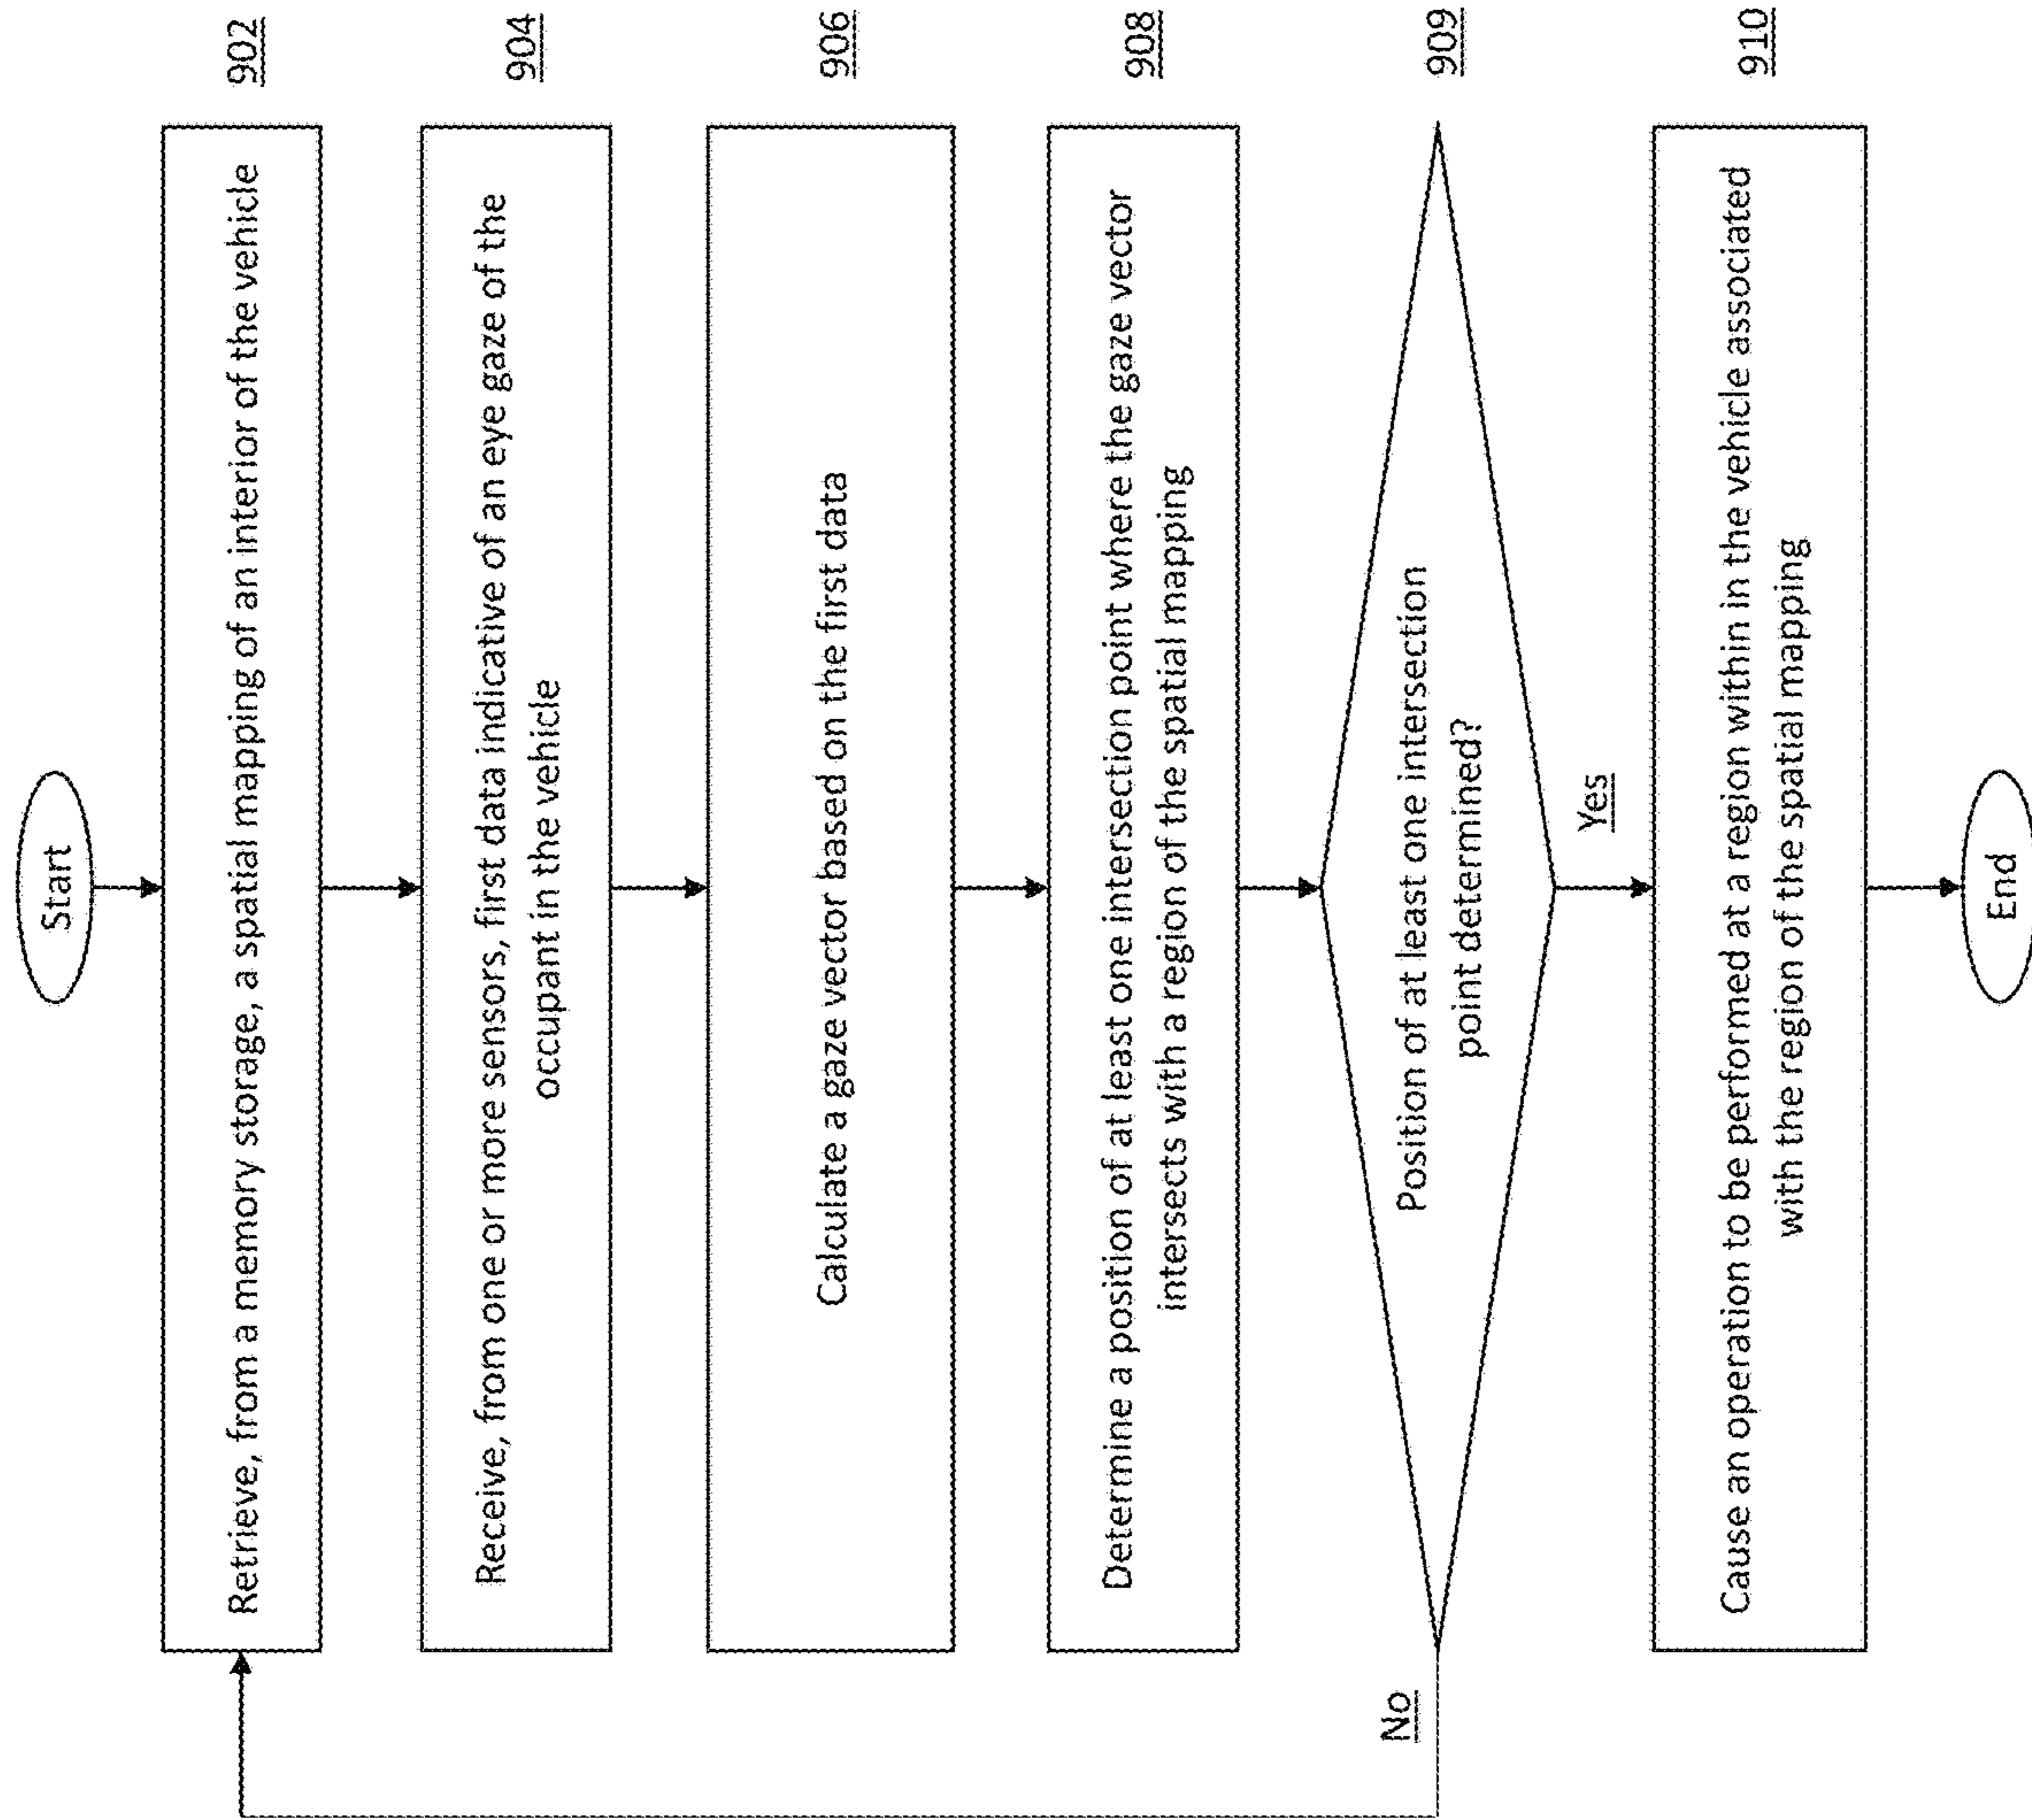 Start
Retrieve, from a memory storage, a spatial mapping of an interior of the vehicle
902
Receive, from one or more sensors, first data indicative of an eye gaze of the
occupant in the vehicle
904
Calculate a gaze vector based on the first data
906
Determine a position of at least one intersection point where the gaze vector
intersects with a region of the spatial mapping
908
No
Position of at least one intersection
point determined?
909
Yes
Cause an operation to be performed at a region within in the vehicle associated
with the region of the spatial mapping
910
End